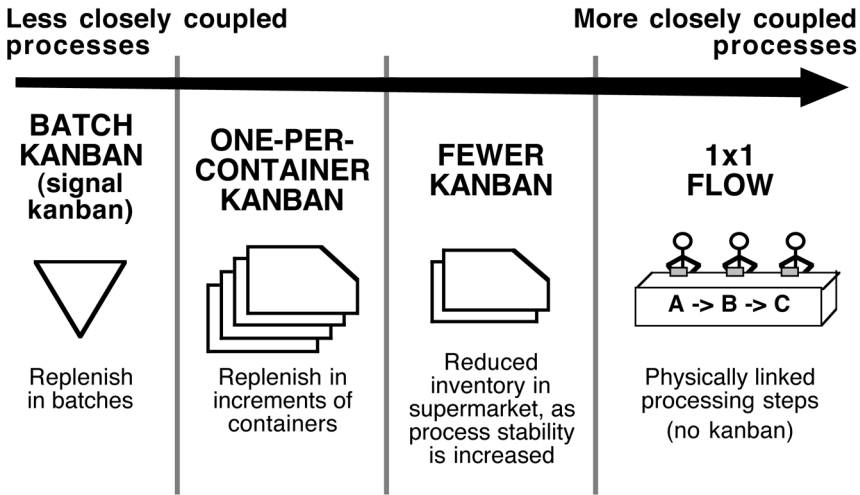 Less closely coupled
processes
More closely coupled
processes
BATCH
KANBAN
(signal
kanban)
Replenish
in batches
ONE-PER-
CONTAINER
KANBAN
Replenish in
increments of
containers
FEWER
KANBAN
Reduced
inventory in
supermarket, as
process stability
is increased
1x1
FLOW
A -> B -> C
Physically linked
processing steps
(no kanban)